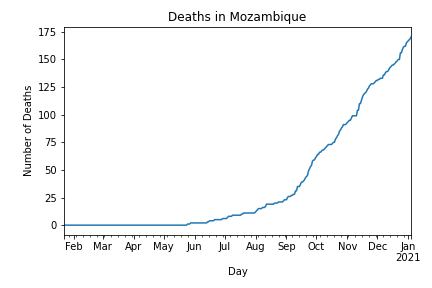 Deaths in Mozambique
175
150
125
100
75
50
25
0
Number of Deaths
Feb Mar Apr May Jun Jul Aug Sep Oct Nov Dec Jan
2021
Day